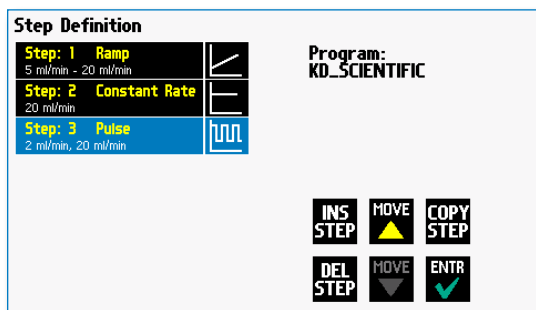 Step Definition
Step: 1 Ramp
5 ml/min - 20 ml/min
Step: 2 Constant Rate
20 ml/min
Step: 3 Pulse
2 ml/min, 20 ml/min
Program:
KD_SCIENTIFIC
INS STEP
MOVE
COPY STEP
DEL STEP
MOVE
ENTR